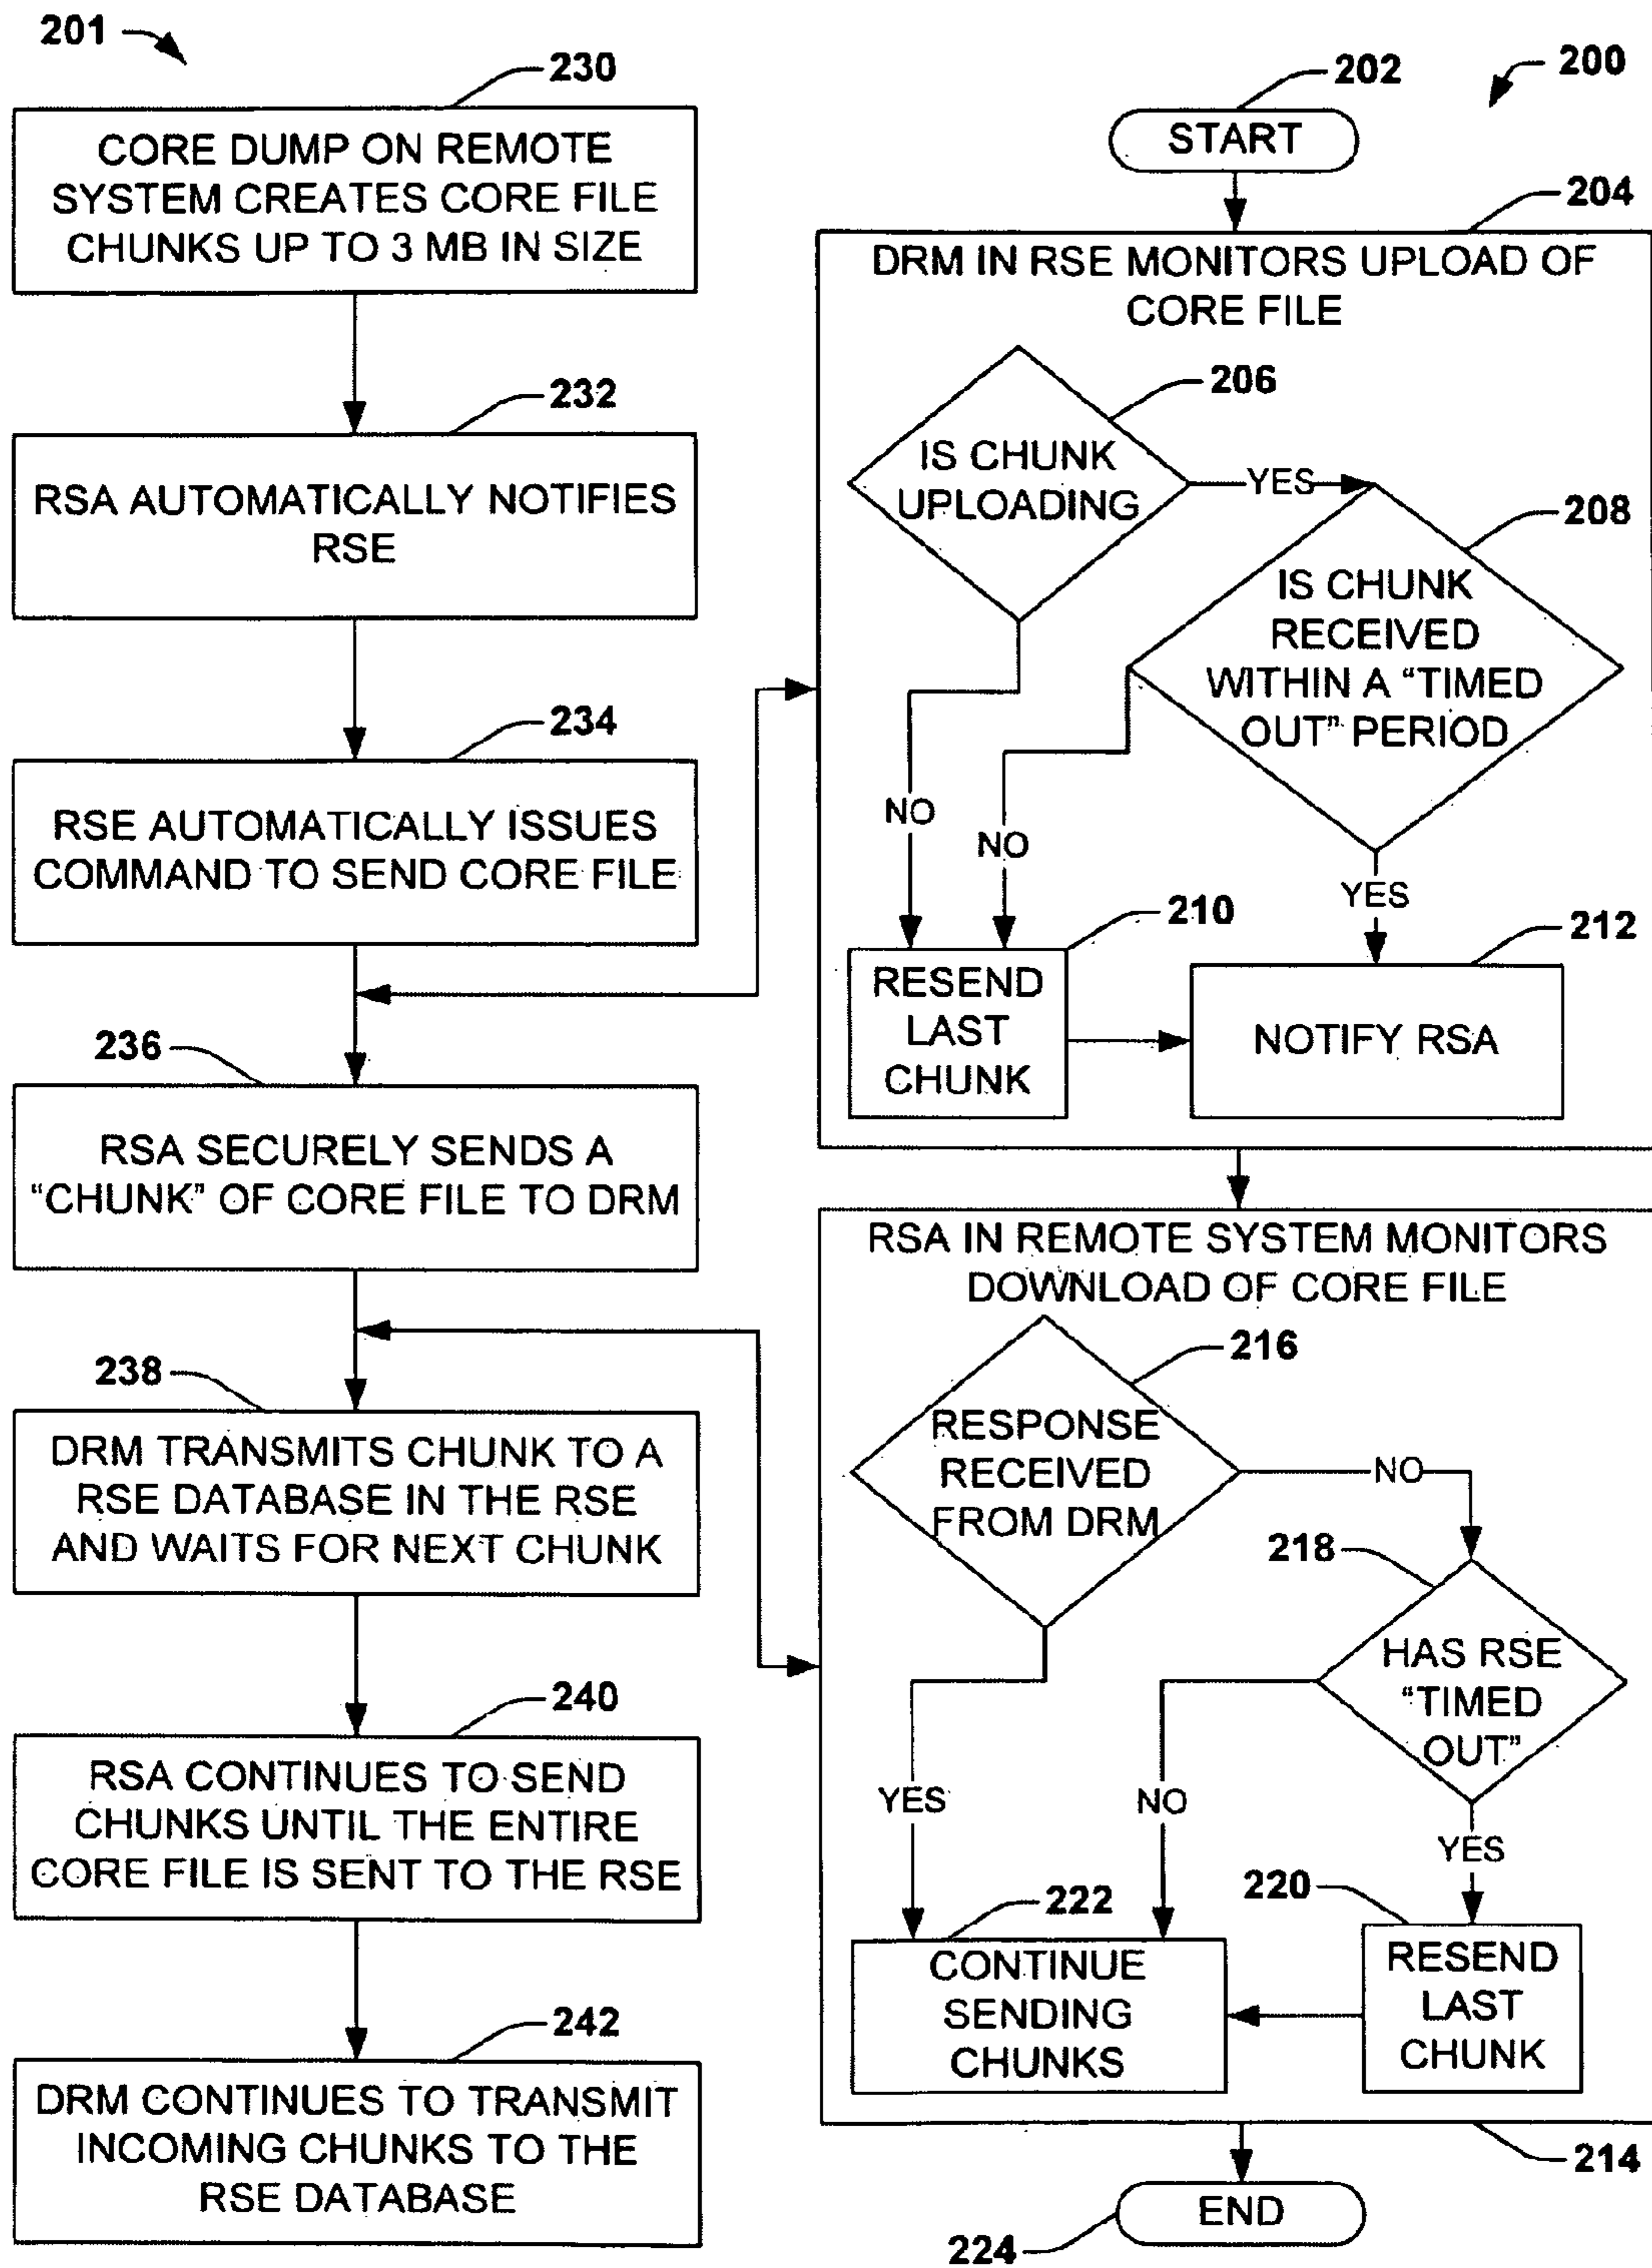 201
230
CORE DUMP ON REMOTE
SYSTEM CREATES CORE FILE
CHUNKS UP TO 3 MB IN SIZE
232
RSA AUTOMATICALLY NOTIFIES
RSE
234
RSE AUTOMATICALLY ISSUES
COMMAND TO SEND CORE FILE
236
RSA SECURELY SENDS A
“CHUNK” OF CORE FILE TO DRM
238
DRM TRANSMITS CHUNK TO A
RSE DATABASE IN THE RSE
AND WAITS FOR NEXT CHUNK
240
RSA CONTINUES TO SEND
CHUNKS UNTIL THE ENTIRE
CORE FILE IS SENT TO THE RSE
242
DRM CONTINUES TO TRANSMIT
INCOMING CHUNKS TO THE
RSE DATABASE
200
202
START
204
DRM IN RSE MONITORS UPLOAD OF
CORE FILE
206
IS CHUNK
UPLOADING
YES
208
IS CHUNK
RECEIVED
WITHIN A “TIMED
OUT” PERIOD
NO
NO
YES
210
RESEND
LAST
CHUNK
212
NOTIFY RSA
RSA IN REMOTE SYSTEM MONITORS
DOWNLOAD OF CORE FILE
216
RESPONSE
RECEIVED
FROM DRM
NO
218
HAS RSE
“TIMED
OUT”
YES
NO
YES
222
CONTINUE
SENDING
CHUNKS
220
RESEND
LAST
CHUNK
214
END
224